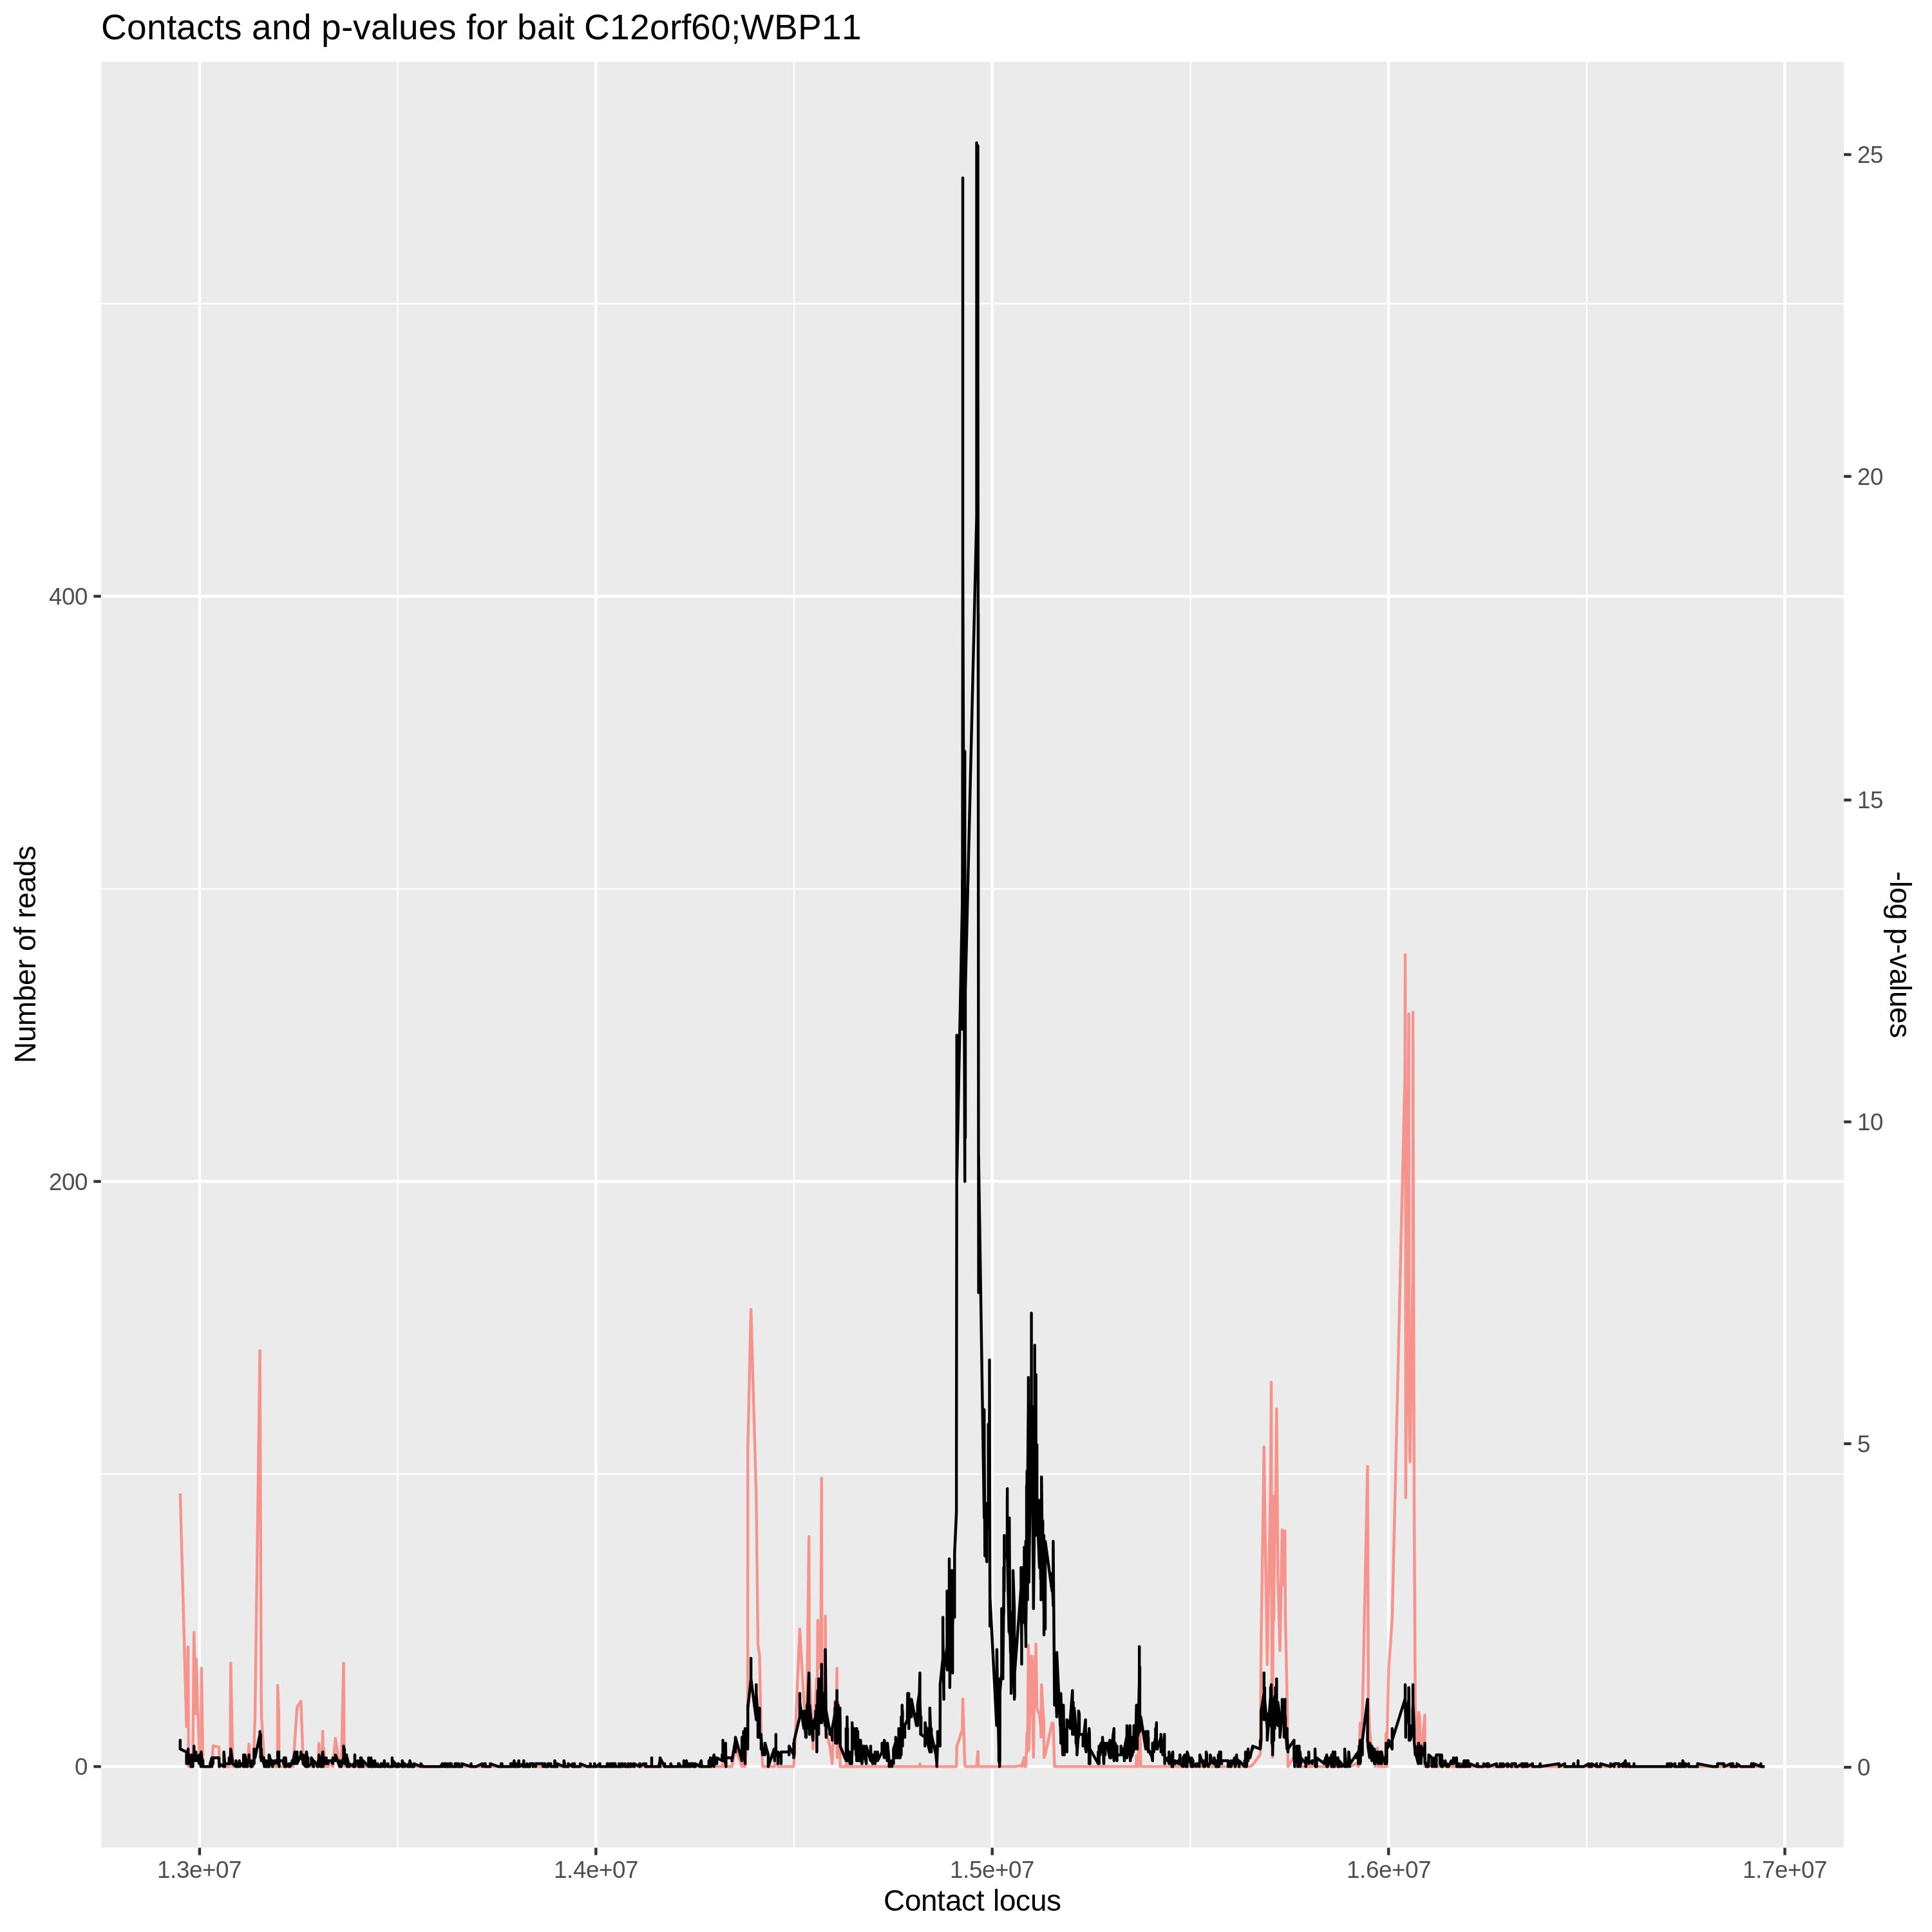 Contacts and p-values for bait C12orf60;WBP11
Number of reads
400
200
0
25
20
15
10
5
0
-log p-values
1.3e+07
1.4e+07
1.5e+07
1.6e+07
1.7e+07
Contact locus